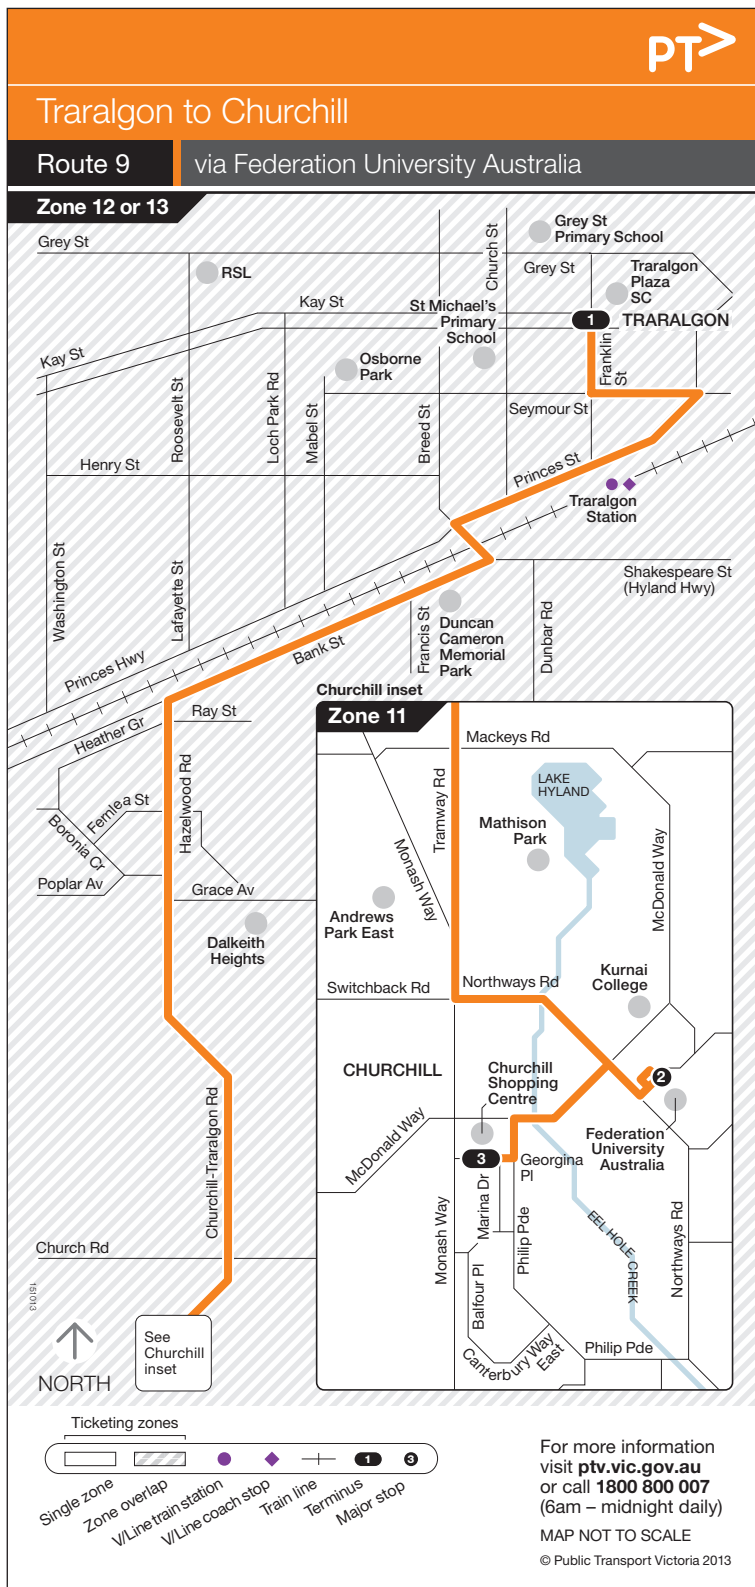 PT>
Traralgon to Churchill
Route 9
via Federation University Australia
Zone 12 or 13
Grey St
RSL
Church St
Grey St
Primary School
Grey St
Traralgon
Plaza
SC
Kay St
St Michael's
Primary
School
1
TRARALGON
Kay St
Osborne
Park
Franklin
St
Roosevelt St
Loch Park Rd
Mabel St
Breed St
Seymour St
Henry St
Princes St
Traralgon
Station
Washington St
Lafayette St
Shakespeare St
(Hyland Hwy)
Princes Hwy
Bank St
Francis St
Duncan
Cameron
Memorial
Park
Dunbar Rd
Heather Gr
Ray St
Hazelwood Rd
Fernlea St
Boronia Cr
Poplar Av
Grace Av
Dalkeith
Heights
Churchill-Traralgon Rd
Church Rd
151013
NORTH
See
Churchill
inset
Churchill inset
Zone 11
Mackeys Rd
Tramway Rd
LAKE
HYLAND
Monash Way
Mathison
Park
McDonald Way
Andrews
Park East
Switchback Rd
Northways Rd
Kurnai
College
CHURCHILL
Churchill
Shopping
Centre
2
McDonald Way
3
Georgina
Pl
Federation
University
Australia
Monash Way
Marina Dr
Philip Pde
EEL HOLE CREEK
Northways Rd
Balfour Pl
Canterbury Way
East
Philip Pde
Ticketing zones
1
3
Single zone
Zone overlap
V/Line train station
V/Line coach stop
Train line
Terminus
Major stop
For more information
visit ptv.vic.gov.au
or call 1800 800 007
(6am – midnight daily)
MAP NOT TO SCALE
© Public Transport Victoria 2013